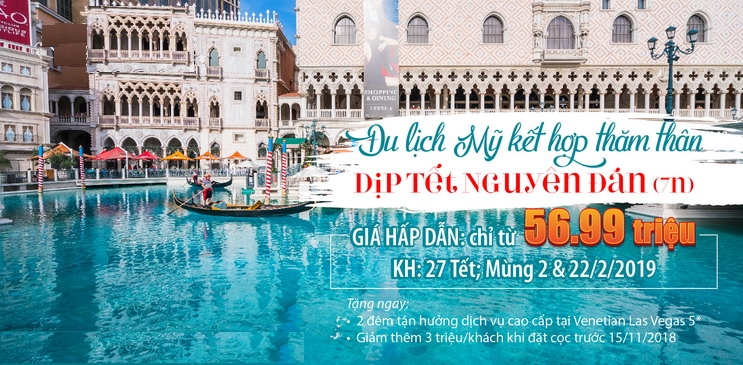 TAO
SHOPPING
& DINING
LEVEL 2
Du lịch Mỹ kết hợp thăm thân
DỊP TẾT NGUYÊN ĐÁN (7N)
GIÁ HẤP DẪN: chỉ từ 56.99 triệu
KH: 27 Tết; Mùng 2 & 22/2/2019
Tặng ngay:
2 đêm tận hưởng dịch vụ cao cấp tại Venetian Las Vegas 5*
Giảm thêm 3 triệu/khách khi đặt cọc trước 15/11/2018